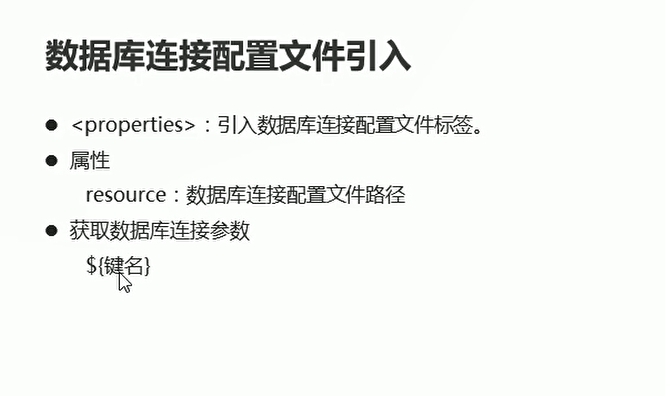 数据库连接配置文件引入
● <properties>：引入数据库连接配置文件标签。
● 属性
resource：数据库连接配置文件路径
● 获取数据库连接参数
${键名}